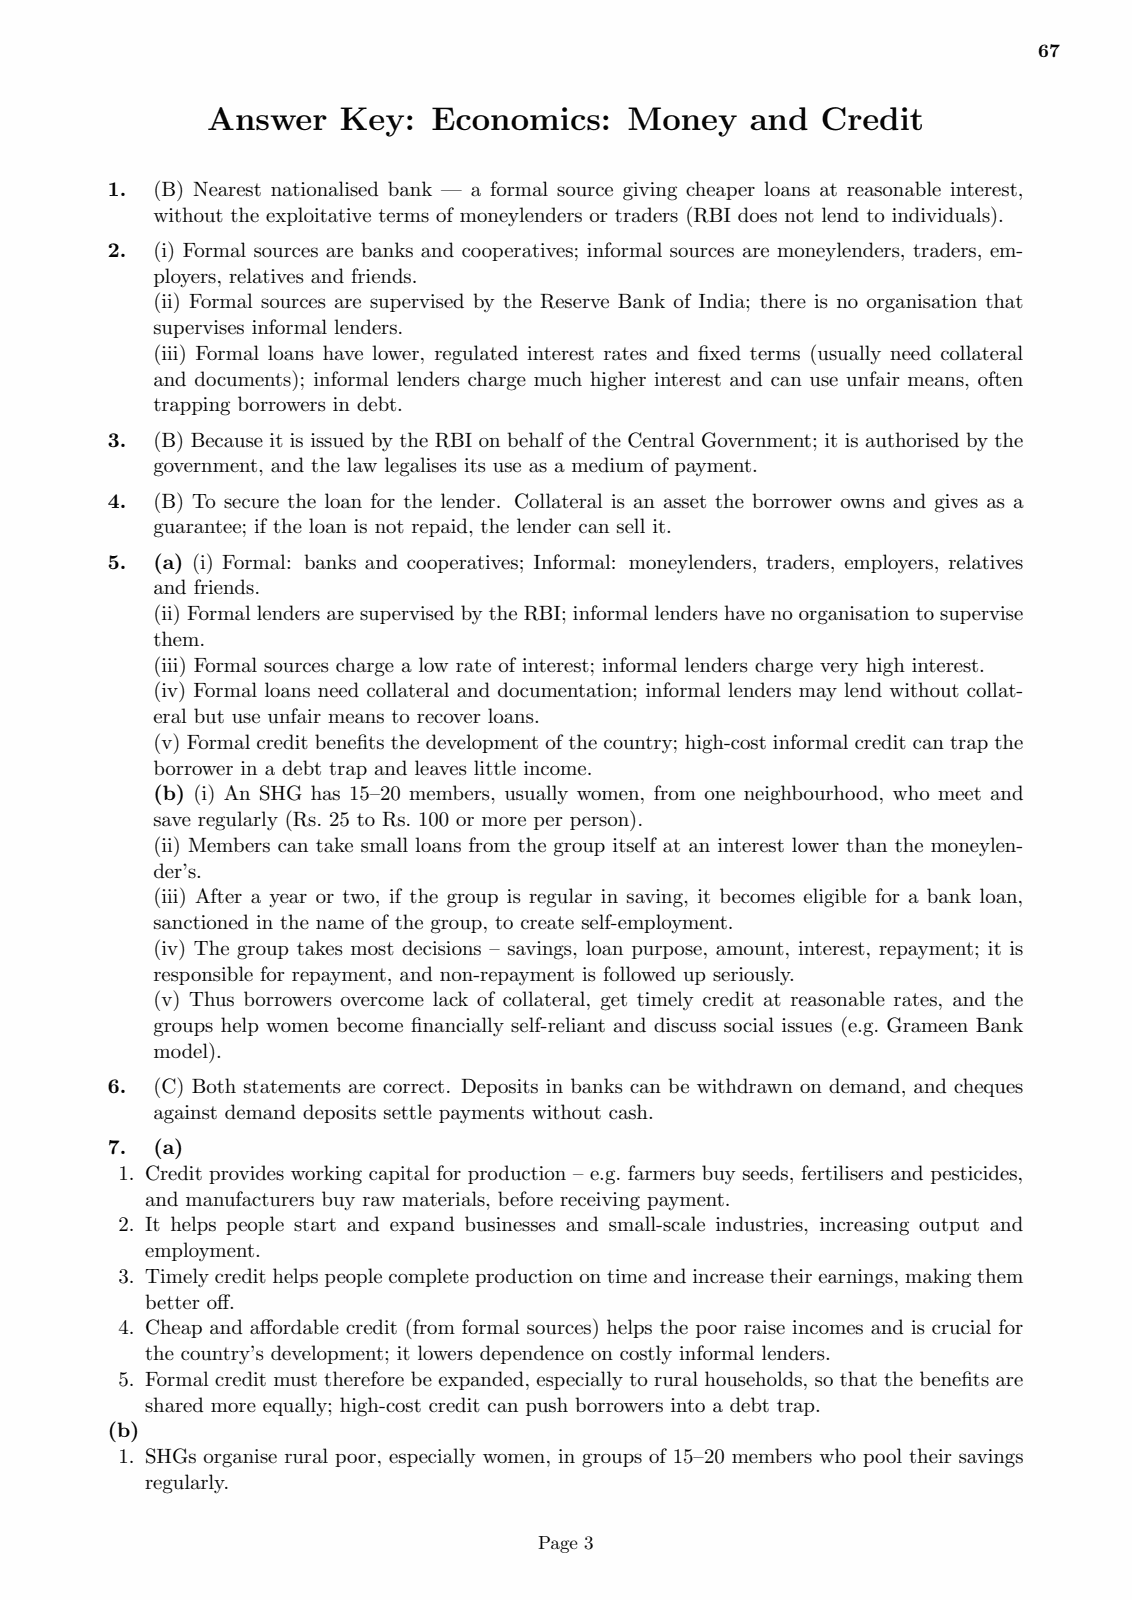 67
Answer Key: Economics: Money and Credit
1. (B) Nearest nationalised bank — a formal source giving cheaper loans at reasonable interest,
without the exploitative terms of moneylenders or traders (RBI does not lend to individuals).
2. (i) Formal sources are banks and cooperatives; informal sources are moneylenders, traders, em-
ployers, relatives and friends.
(ii) Formal sources are supervised by the Reserve Bank of India; there is no organisation that
supervises informal lenders.
(iii) Formal loans have lower, regulated interest rates and fixed terms (usually need collateral
and documents); informal lenders charge much higher interest and can use unfair means, often
trapping borrowers in debt.
3. (B) Because it is issued by the RBI on behalf of the Central Government; it is authorised by the
government, and the law legalises its use as a medium of payment.
4. (B) To secure the loan for the lender. Collateral is an asset the borrower owns and gives as a
guarantee; if the loan is not repaid, the lender can sell it.
5. (a) (i) Formal: banks and cooperatives; Informal: moneylenders, traders, employers, relatives
and friends.
(ii) Formal lenders are supervised by the RBI; informal lenders have no organisation to supervise
them.
(iii) Formal sources charge a low rate of interest; informal lenders charge very high interest.
(iv) Formal loans need collateral and documentation; informal lenders may lend without collat-
eral but use unfair means to recover loans.
(v) Formal credit benefits the development of the country; high-cost informal credit can trap the
borrower in a debt trap and leaves little income.
(b) (i) An SHG has 15–20 members, usually women, from one neighbourhood, who meet and
save regularly (Rs. 25 to Rs. 100 or more per person).
(ii) Members can take small loans from the group itself at an interest lower than the moneylen-
der's.
(iii) After a year or two, if the group is regular in saving, it becomes eligible for a bank loan,
sanctioned in the name of the group, to create self-employment.
(iv) The group takes most decisions – savings, loan purpose, amount, interest, repayment; it is
responsible for repayment, and non-repayment is followed up seriously.
(v) Thus borrowers overcome lack of collateral, get timely credit at reasonable rates, and the
groups help women become financially self-reliant and discuss social issues (e.g. Grameen Bank
model).
6. (C) Both statements are correct. Deposits in banks can be withdrawn on demand, and cheques
against demand deposits settle payments without cash.
7. (a)
1. Credit provides working capital for production – e.g. farmers buy seeds, fertilisers and pesticides,
and manufacturers buy raw materials, before receiving payment.
2. It helps people start and expand businesses and small-scale industries, increasing output and
employment.
3. Timely credit helps people complete production on time and increase their earnings, making them
better off.
4. Cheap and affordable credit (from formal sources) helps the poor raise incomes and is crucial for
the country's development; it lowers dependence on costly informal lenders.
5. Formal credit must therefore be expanded, especially to rural households, so that the benefits are
shared more equally; high-cost credit can push borrowers into a debt trap.
(b)
1. SHGs organise rural poor, especially women, in groups of 15–20 members who pool their savings
regularly.
Page 3